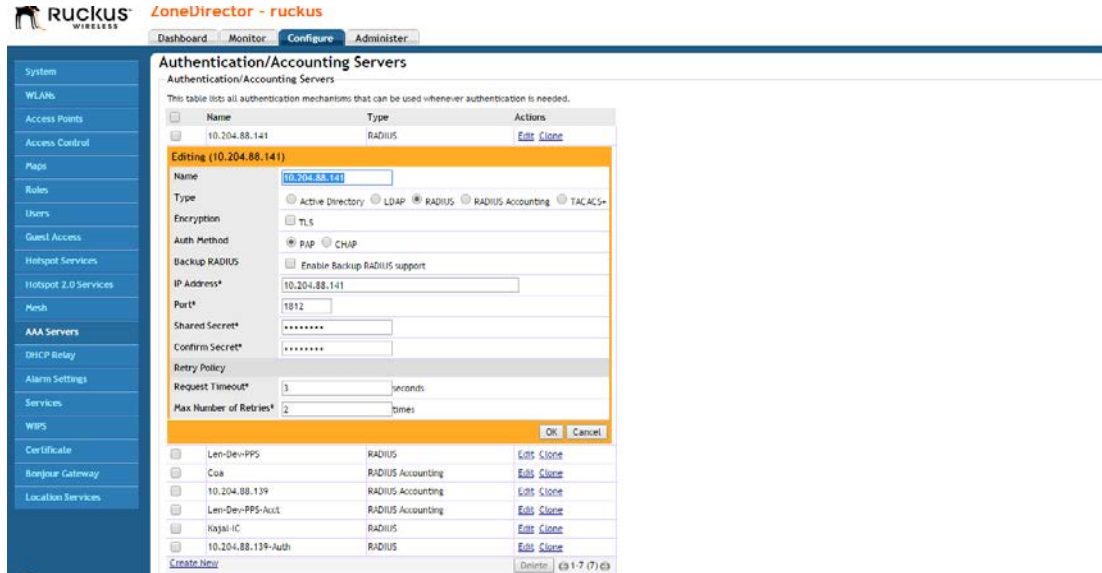 RUCKUS
WIRELESS
ZoneDirector - ruckus
Dashboard Monitor Configure Administer
System
WLANs
Access Points
Access Control
Maps
Roles
Users
Guest Access
Hotspot Services
Hotspot 2.0 Services
Mesh
AAA Servers
DHCP Relay
Alarm Settings
Services
WIPS
Certificate
Bonjour Gateway
Location Services
Authentication/Accounting Servers
Authentication/Accounting Servers
This table lists all authentication mechanisms that can be used whenever authentication is needed.
Name Type Actions
10.204.88.141 RADIUS Edit Clone
Editing (10.204.88.141)
Name 10.204.88.141
Type Active Directory LDAP RADIUS RADIUS Accounting TACACS+
Encryption TLS
Auth Method PAP CHAP
Backup RADIUS Enable Backup RADIUS support
IP Address* 10.204.88.141
Port* 1812
Shared Secret* ••••••••
Confirm Secret* ••••••••
Retry Policy
Request Timeout* 3 seconds
Max Number of Retries* 2 times
OK Cancel
Len-Dev-PPS RADIUS Edit Clone
Coa RADIUS Accounting Edit Clone
10.204.88.139 RADIUS Accounting Edit Clone
Len-Dev-PPS-Acct RADIUS Accounting Edit Clone
Kajal-IC RADIUS Edit Clone
10.204.88.139-Auth RADIUS Edit Clone
Create New Delete 1-7 (7)